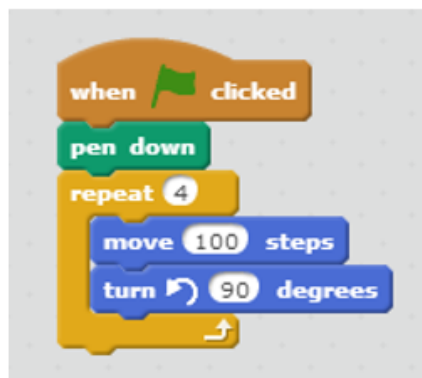 when clicked
pen down
repeat 4
move 100 steps
turn 90 degrees